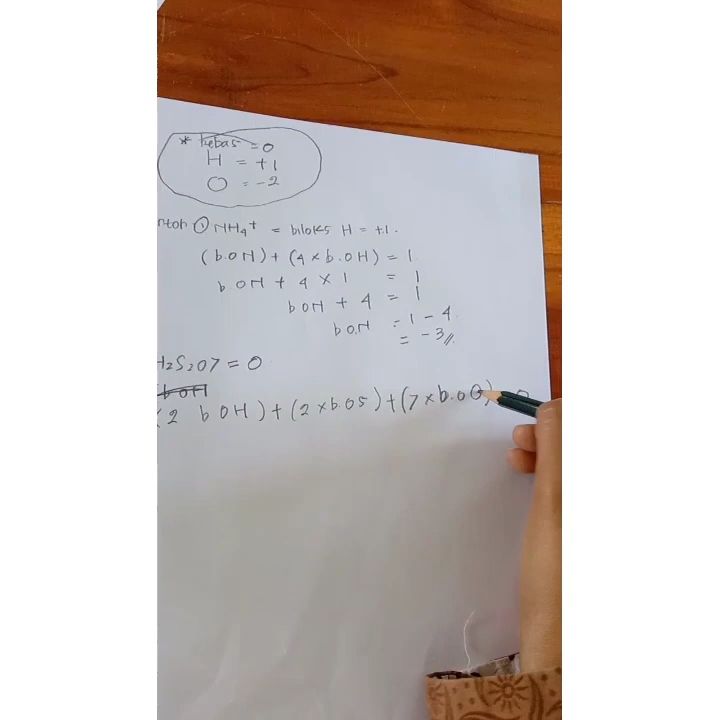 * bebas = 0
H = +1
O = -2
ntoh ① NH4+ = biloks H = +1.
(b.o N) + (4 x b.o H) = 1
b o N + 4 x 1 = 1
b o N + 4 = 1
b o N = 1 - 4
= -3 //
H2S2O7 = 0
b o H
(2 b o H) + (2 x b.o S) + (7 x b.o O)